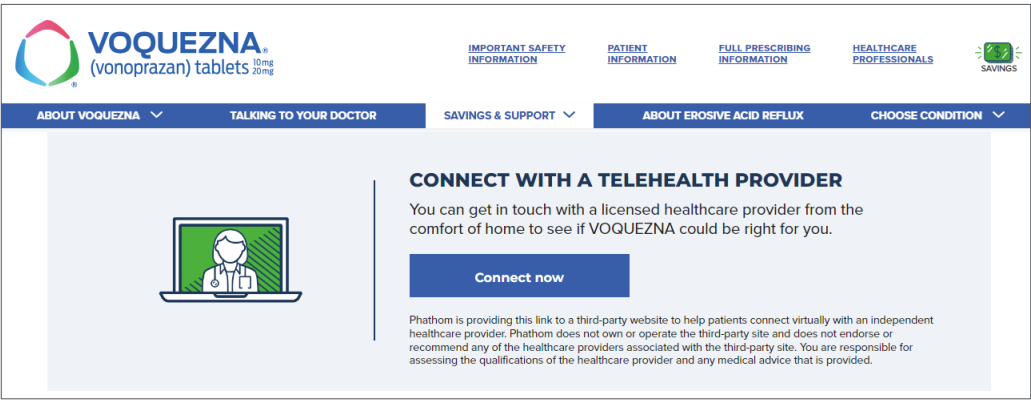 VOQUEZNA®
(vonoprazan) tablets 10 mg 20 mg
®
IMPORTANT SAFETY
INFORMATION
PATIENT
INFORMATION
FULL PRESCRIBING
INFORMATION
HEALTHCARE
PROFESSIONALS
$
SAVINGS
ABOUT VOQUEZNA
TALKING TO YOUR DOCTOR
SAVINGS & SUPPORT
ABOUT EROSIVE ACID REFLUX
CHOOSE CONDITION
CONNECT WITH A TELEHEALTH PROVIDER
You can get in touch with a licensed healthcare provider from the
comfort of home to see if VOQUEZNA could be right for you.
Connect now
Phathom is providing this link to a third-party website to help patients connect virtually with an independent
healthcare provider. Phathom does not own or operate the third-party site and does not endorse or
recommend any of the healthcare providers associated with the third-party site. You are responsible for
assessing the qualifications of the healthcare provider and any medical advice that is provided.